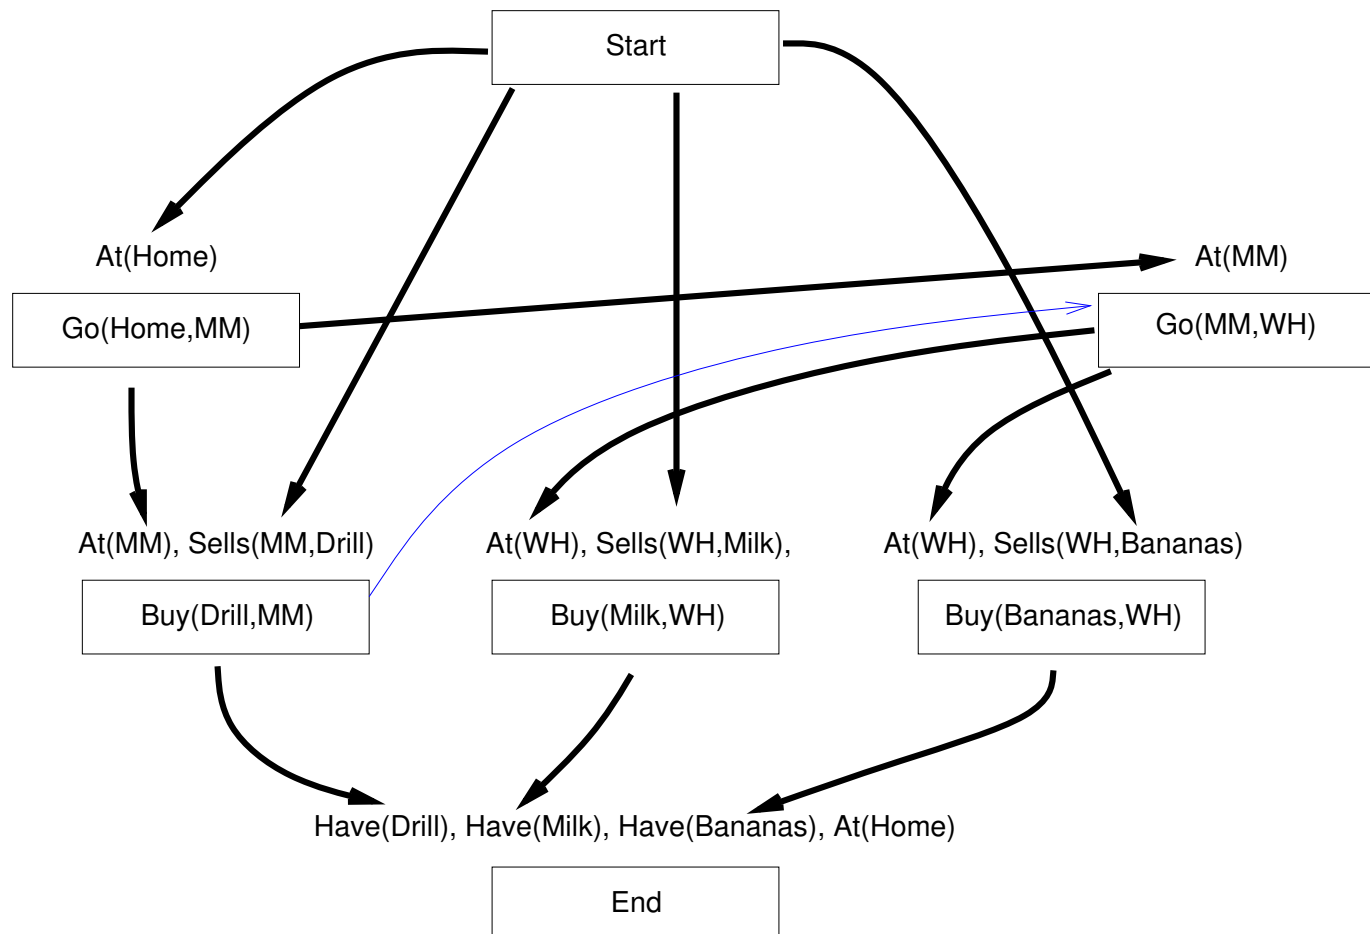 Start
At(Home)
At(MM)
Go(Home,MM)
Go(MM,WH)
At(MM), Sells(MM,Drill)
At(WH), Sells(WH,Milk),
At(WH), Sells(WH,Bananas)
Buy(Drill,MM)
Buy(Milk,WH)
Buy(Bananas,WH)
Have(Drill), Have(Milk), Have(Bananas), At(Home)
End